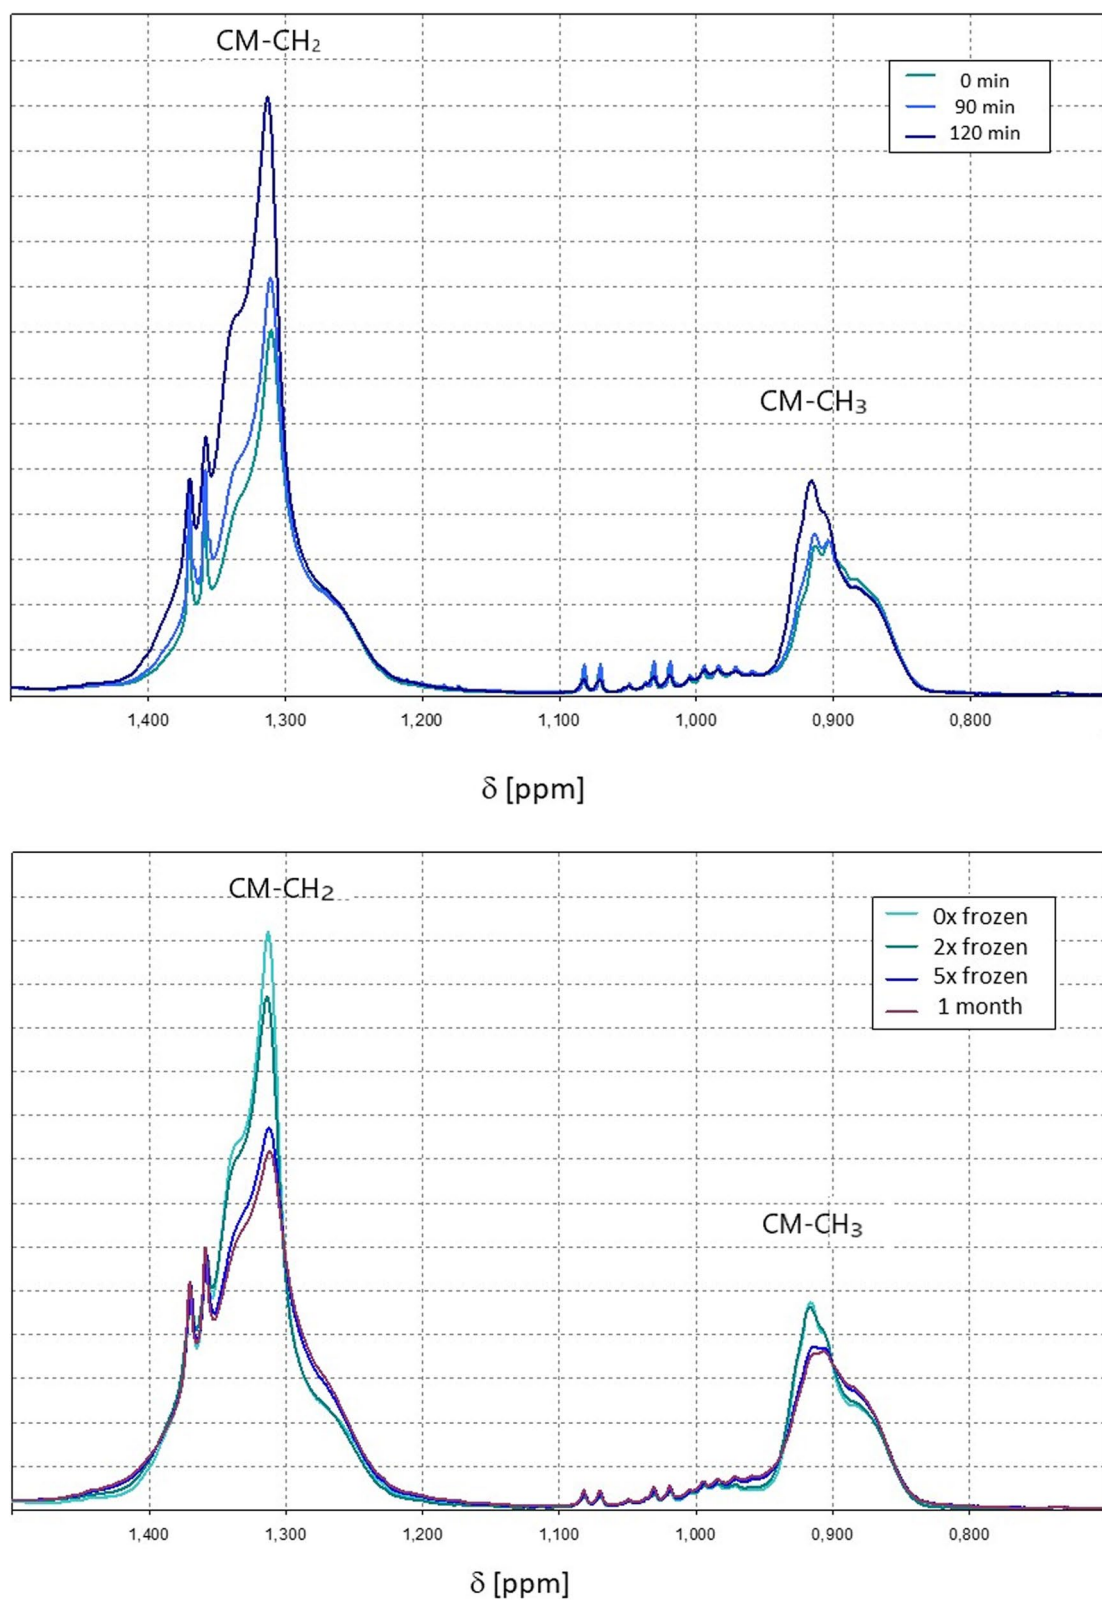 CM-CH₂
0 min
90 min
120 min
CM-CH₃
1,400 1,300 1,200 1,100 1,000 0,900 0,800
δ [ppm]
CM-CH₂
0x frozen
2x frozen
5x frozen
1 month
CM-CH₃
1,400 1,300 1,200 1,100 1,000 0,900 0,800
δ [ppm]